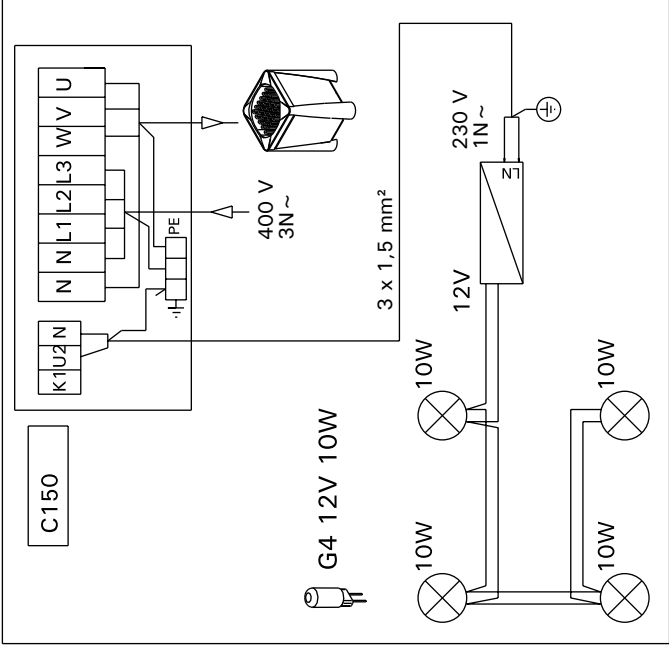 C150
K1 U2 N
N N L1 L2 L3 W V U
PE
400 V
3N ~
3 x 1,5 mm²
230 V
1N ~
LN
12V
G4 12V 10W
10W
10W
10W
10W